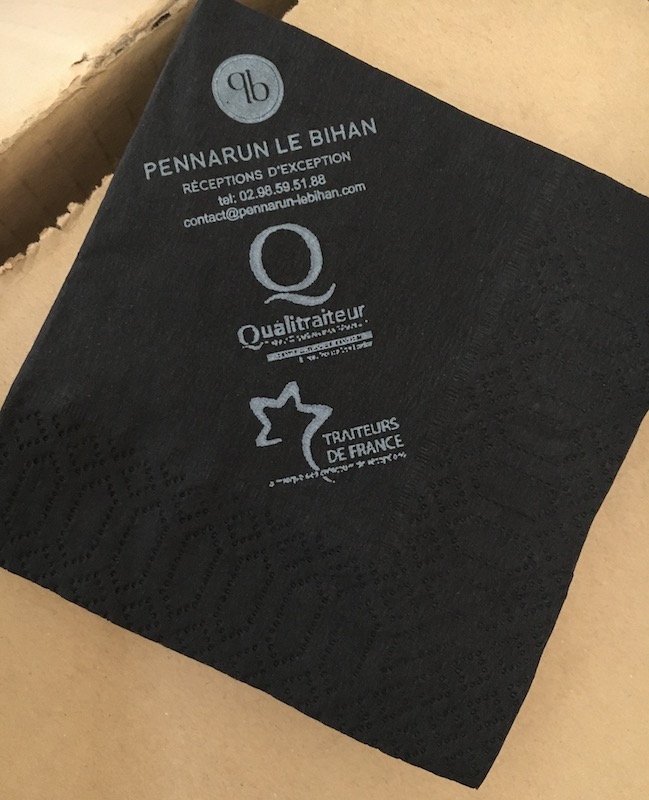 pb
PENNARUN LE BIHAN
RÉCEPTIONS D'EXCEPTION
tel: 02.98.59.51.88
contact@pennarun-lebihan.com
Q
Qualitraiteur
TRAITEURS
DE FRANCE